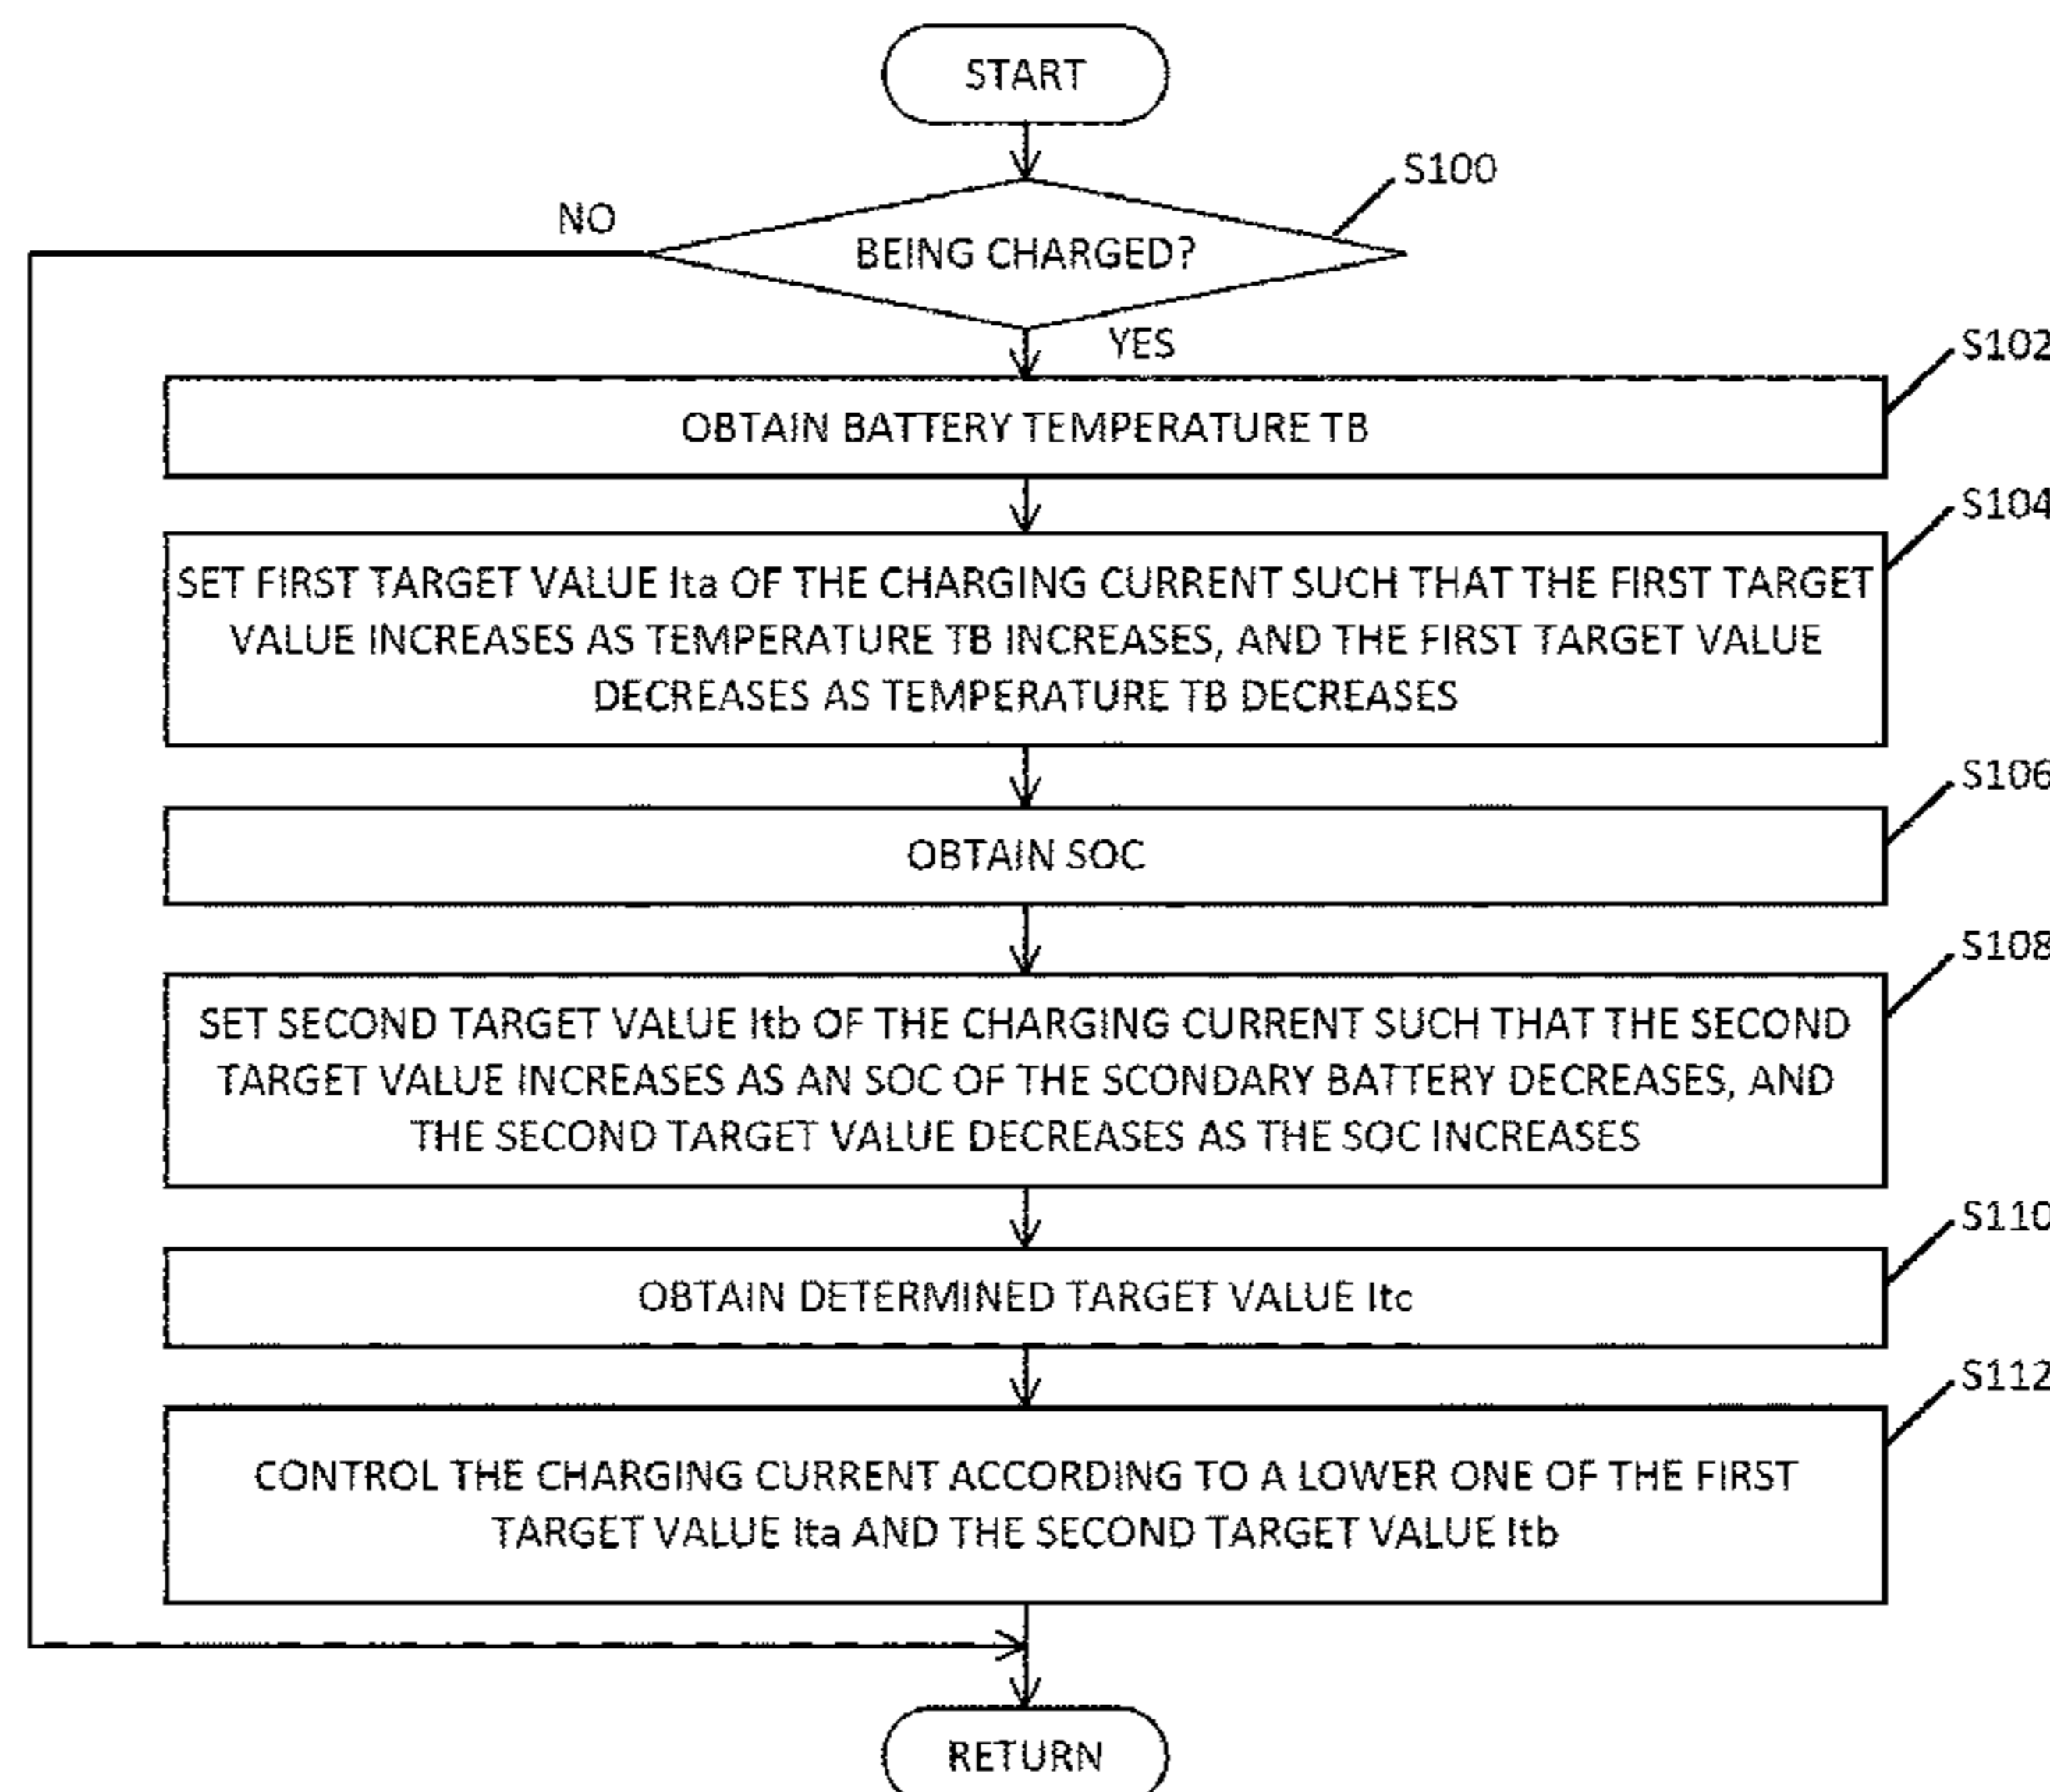 START
S100
NO
BEING CHARGED?
YES
S102
OBTAIN BATTERY TEMPERATURE TB
S104
SET FIRST TARGET VALUE Ita OF THE CHARGING CURRENT SUCH THAT THE FIRST TARGET
VALUE INCREASES AS TEMPERATURE TB INCREASES, AND THE FIRST TARGET VALUE
DECREASES AS TEMPERATURE TB DECREASES
S106
OBTAIN SOC
S108
SET SECOND TARGET VALUE Itb OF THE CHARGING CURRENT SUCH THAT THE SECOND
TARGET VALUE INCREASES AS AN SOC OF THE SCONDARY BATTERY DECREASES, AND
THE SECOND TARGET VALUE DECREASES AS THE SOC INCREASES
S110
OBTAIN DETERMINED TARGET VALUE Itc
S112
CONTROL THE CHARGING CURRENT ACCORDING TO A LOWER ONE OF THE FIRST
TARGET VALUE Ita AND THE SECOND TARGET VALUE Itb
RETURN